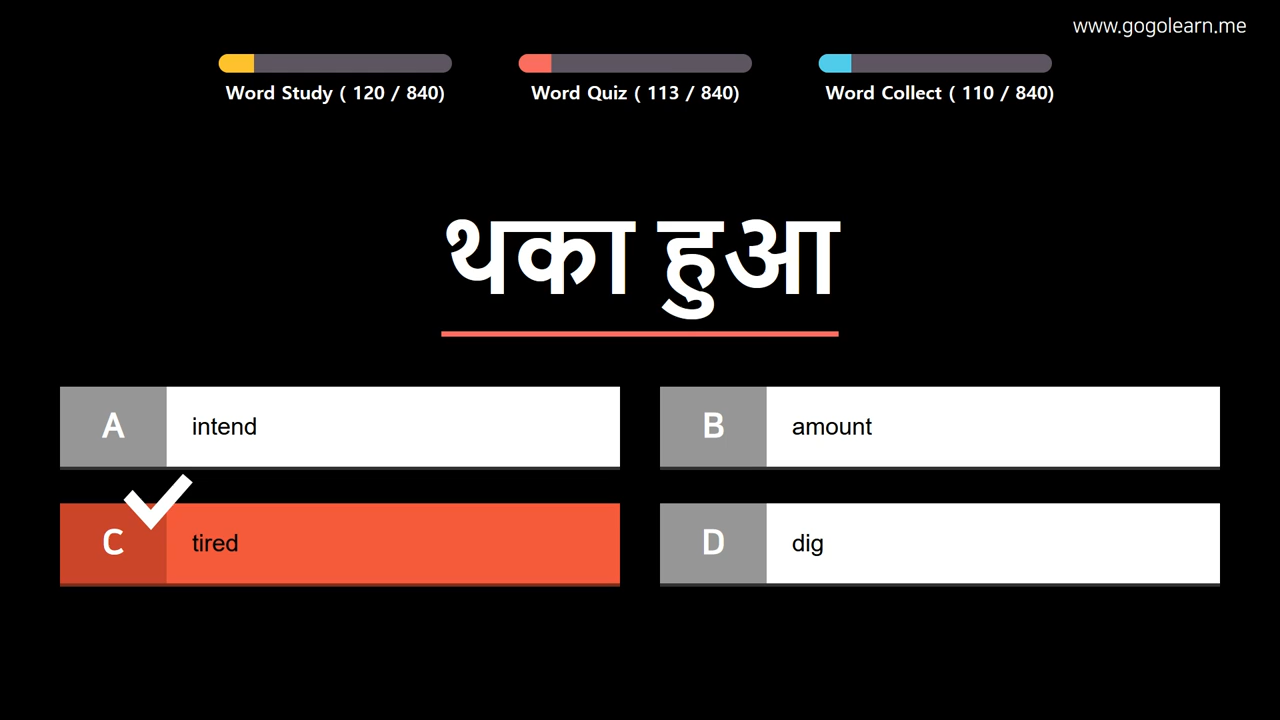 www.gogolearn.me
Word Study ( 120 / 840)
Word Quiz ( 113 / 840)
Word Collect ( 110 / 840)
थका हुआ
A intend
B amount
C tired
D dig